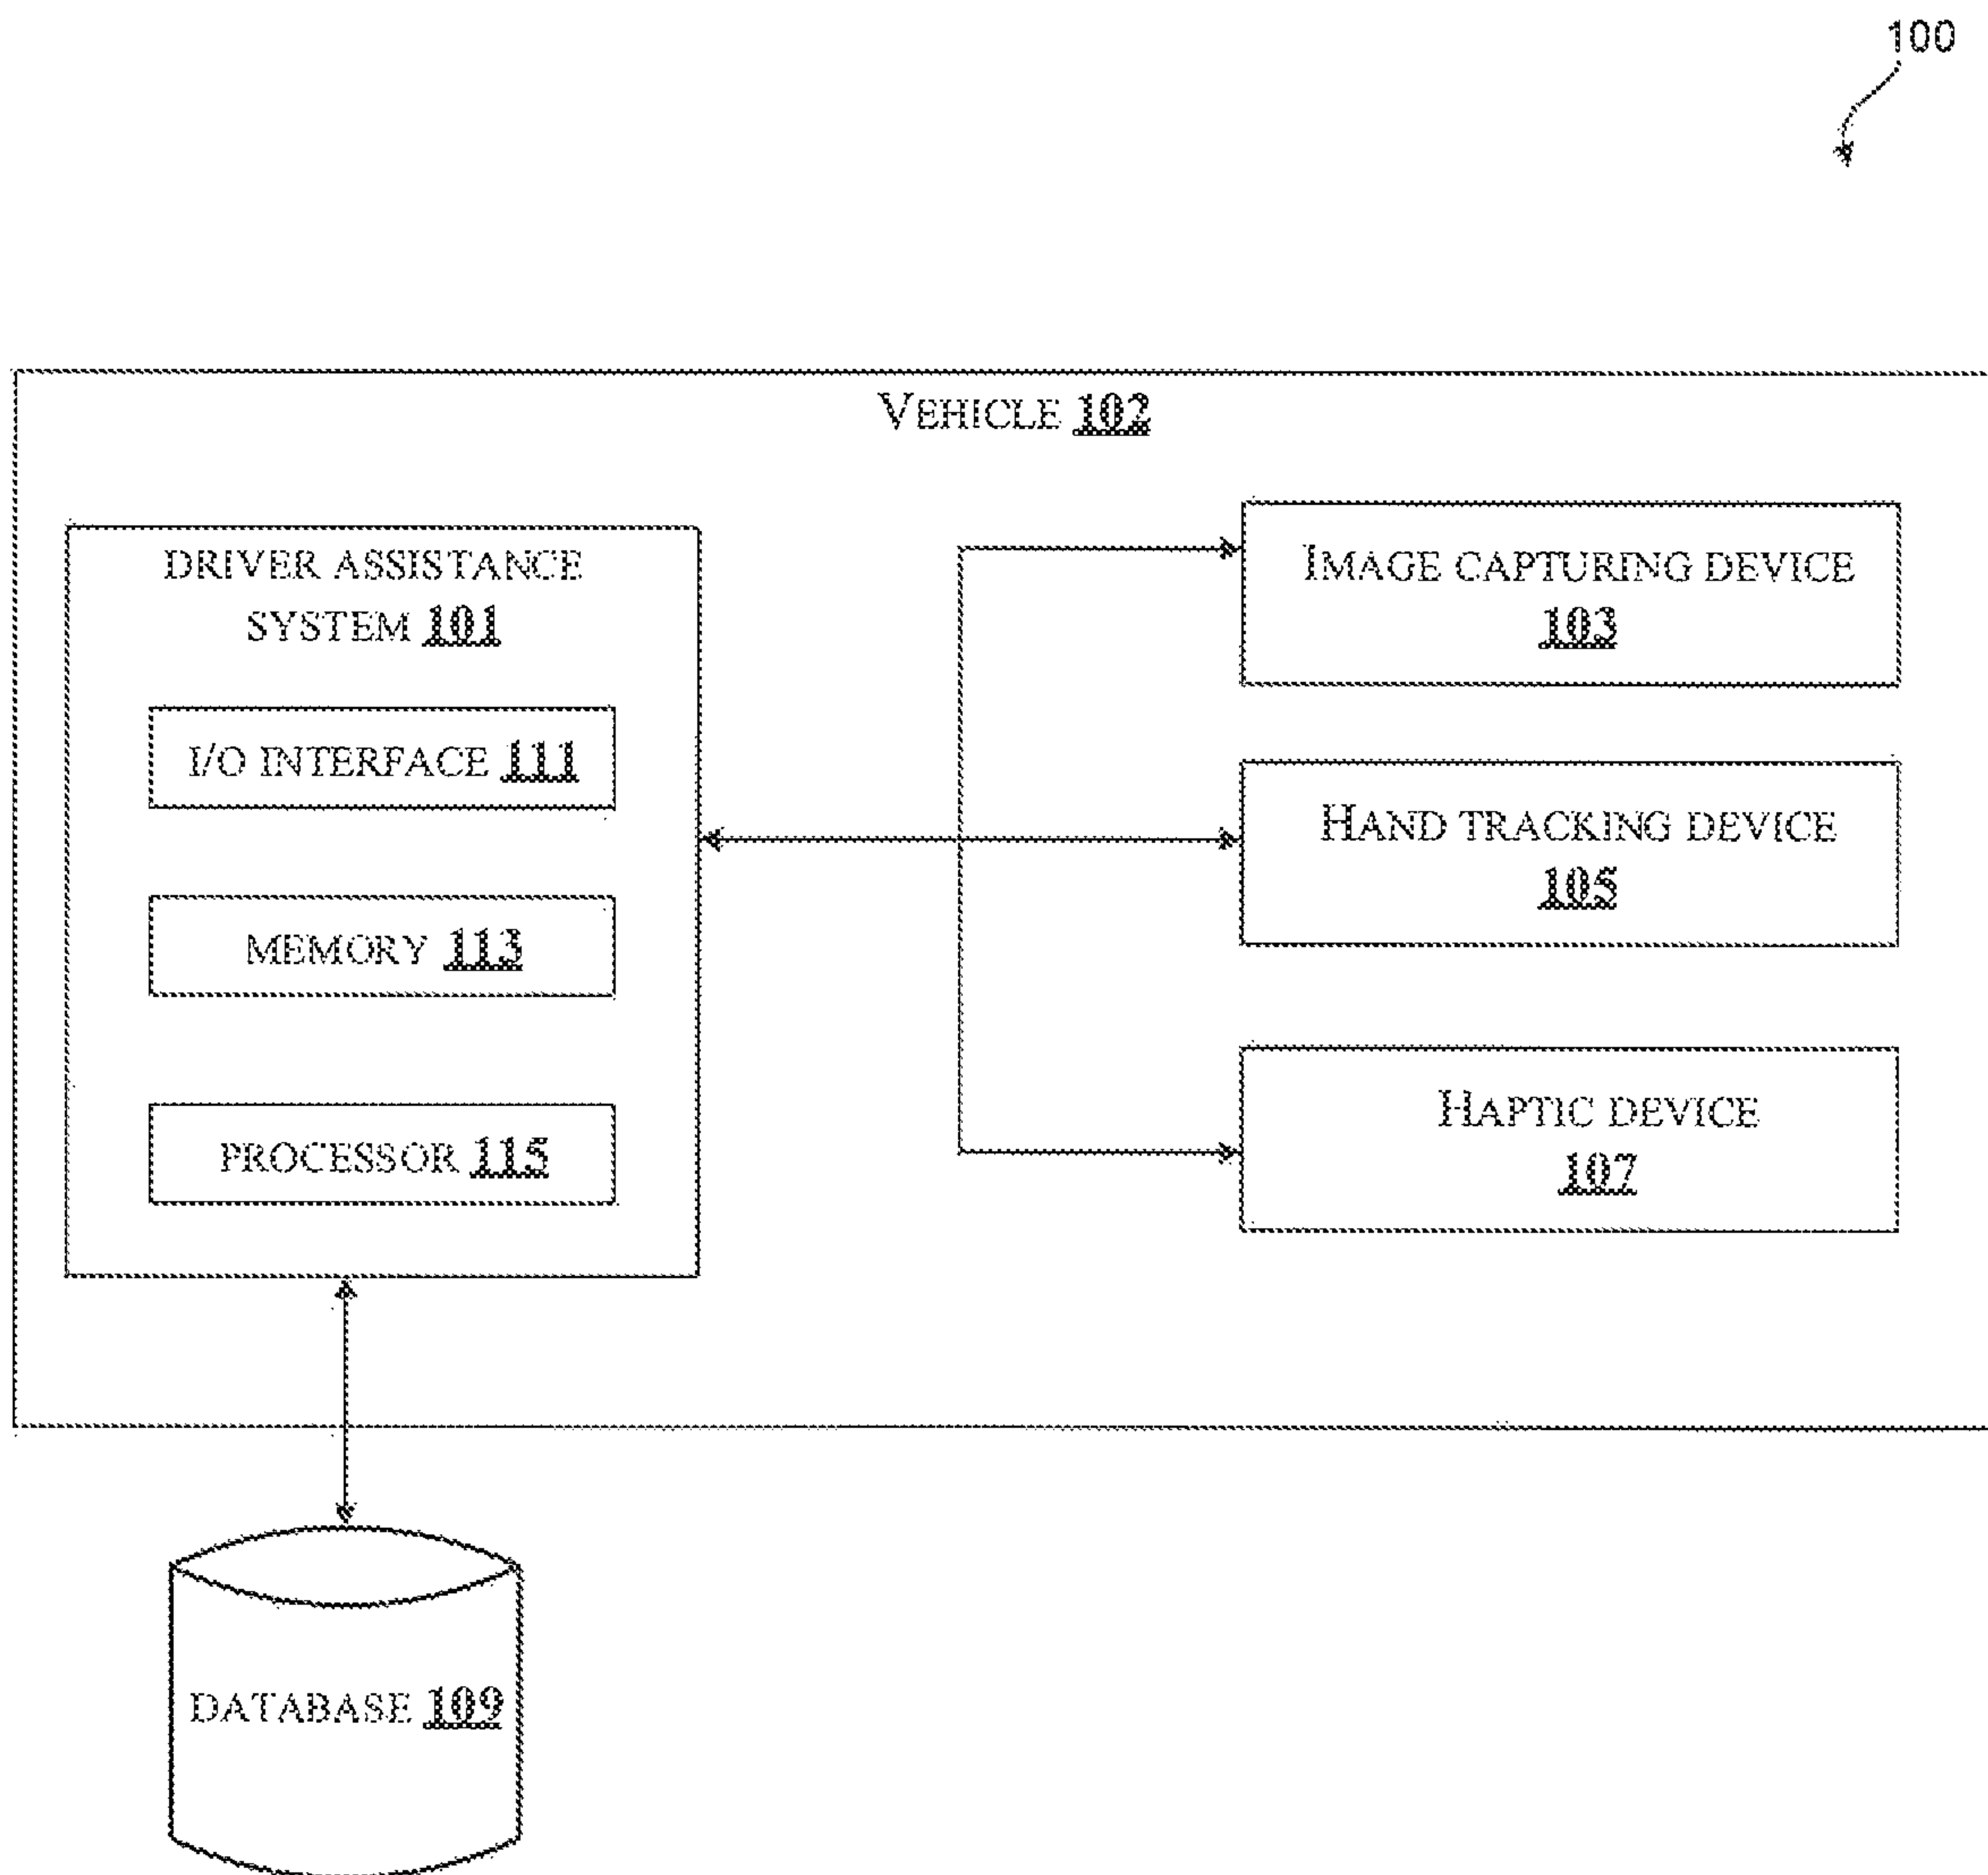 100
VEHICLE 102
DRIVER ASSISTANCE
SYSTEM 101
I/O INTERFACE 111
MEMORY 113
PROCESSOR 115
IMAGE CAPTURING DEVICE
103
HAND TRACKING DEVICE
105
HAPTIC DEVICE
107
DATABASE 109